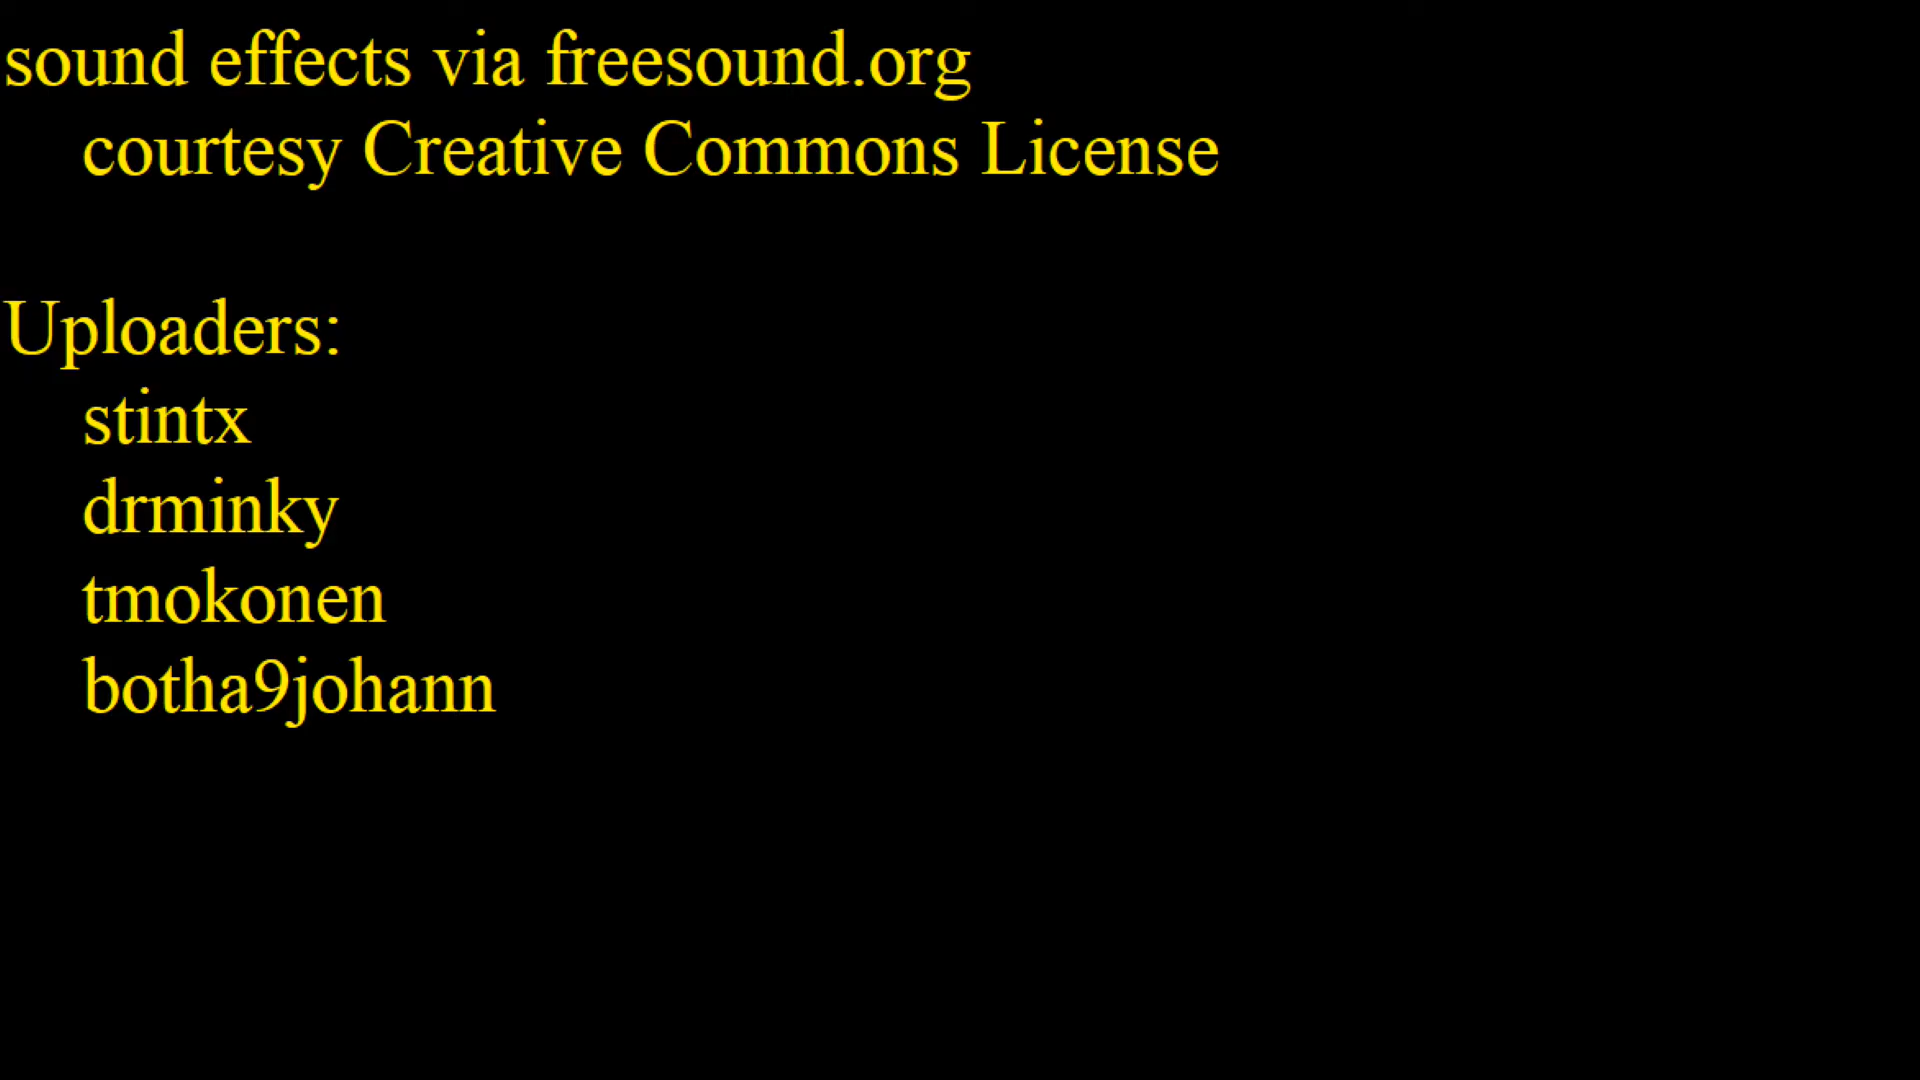 sound effects via freesound.org
courtesy Creative Commons License
Uploaders:
stintx
drminky
tmokonen
botha9johann